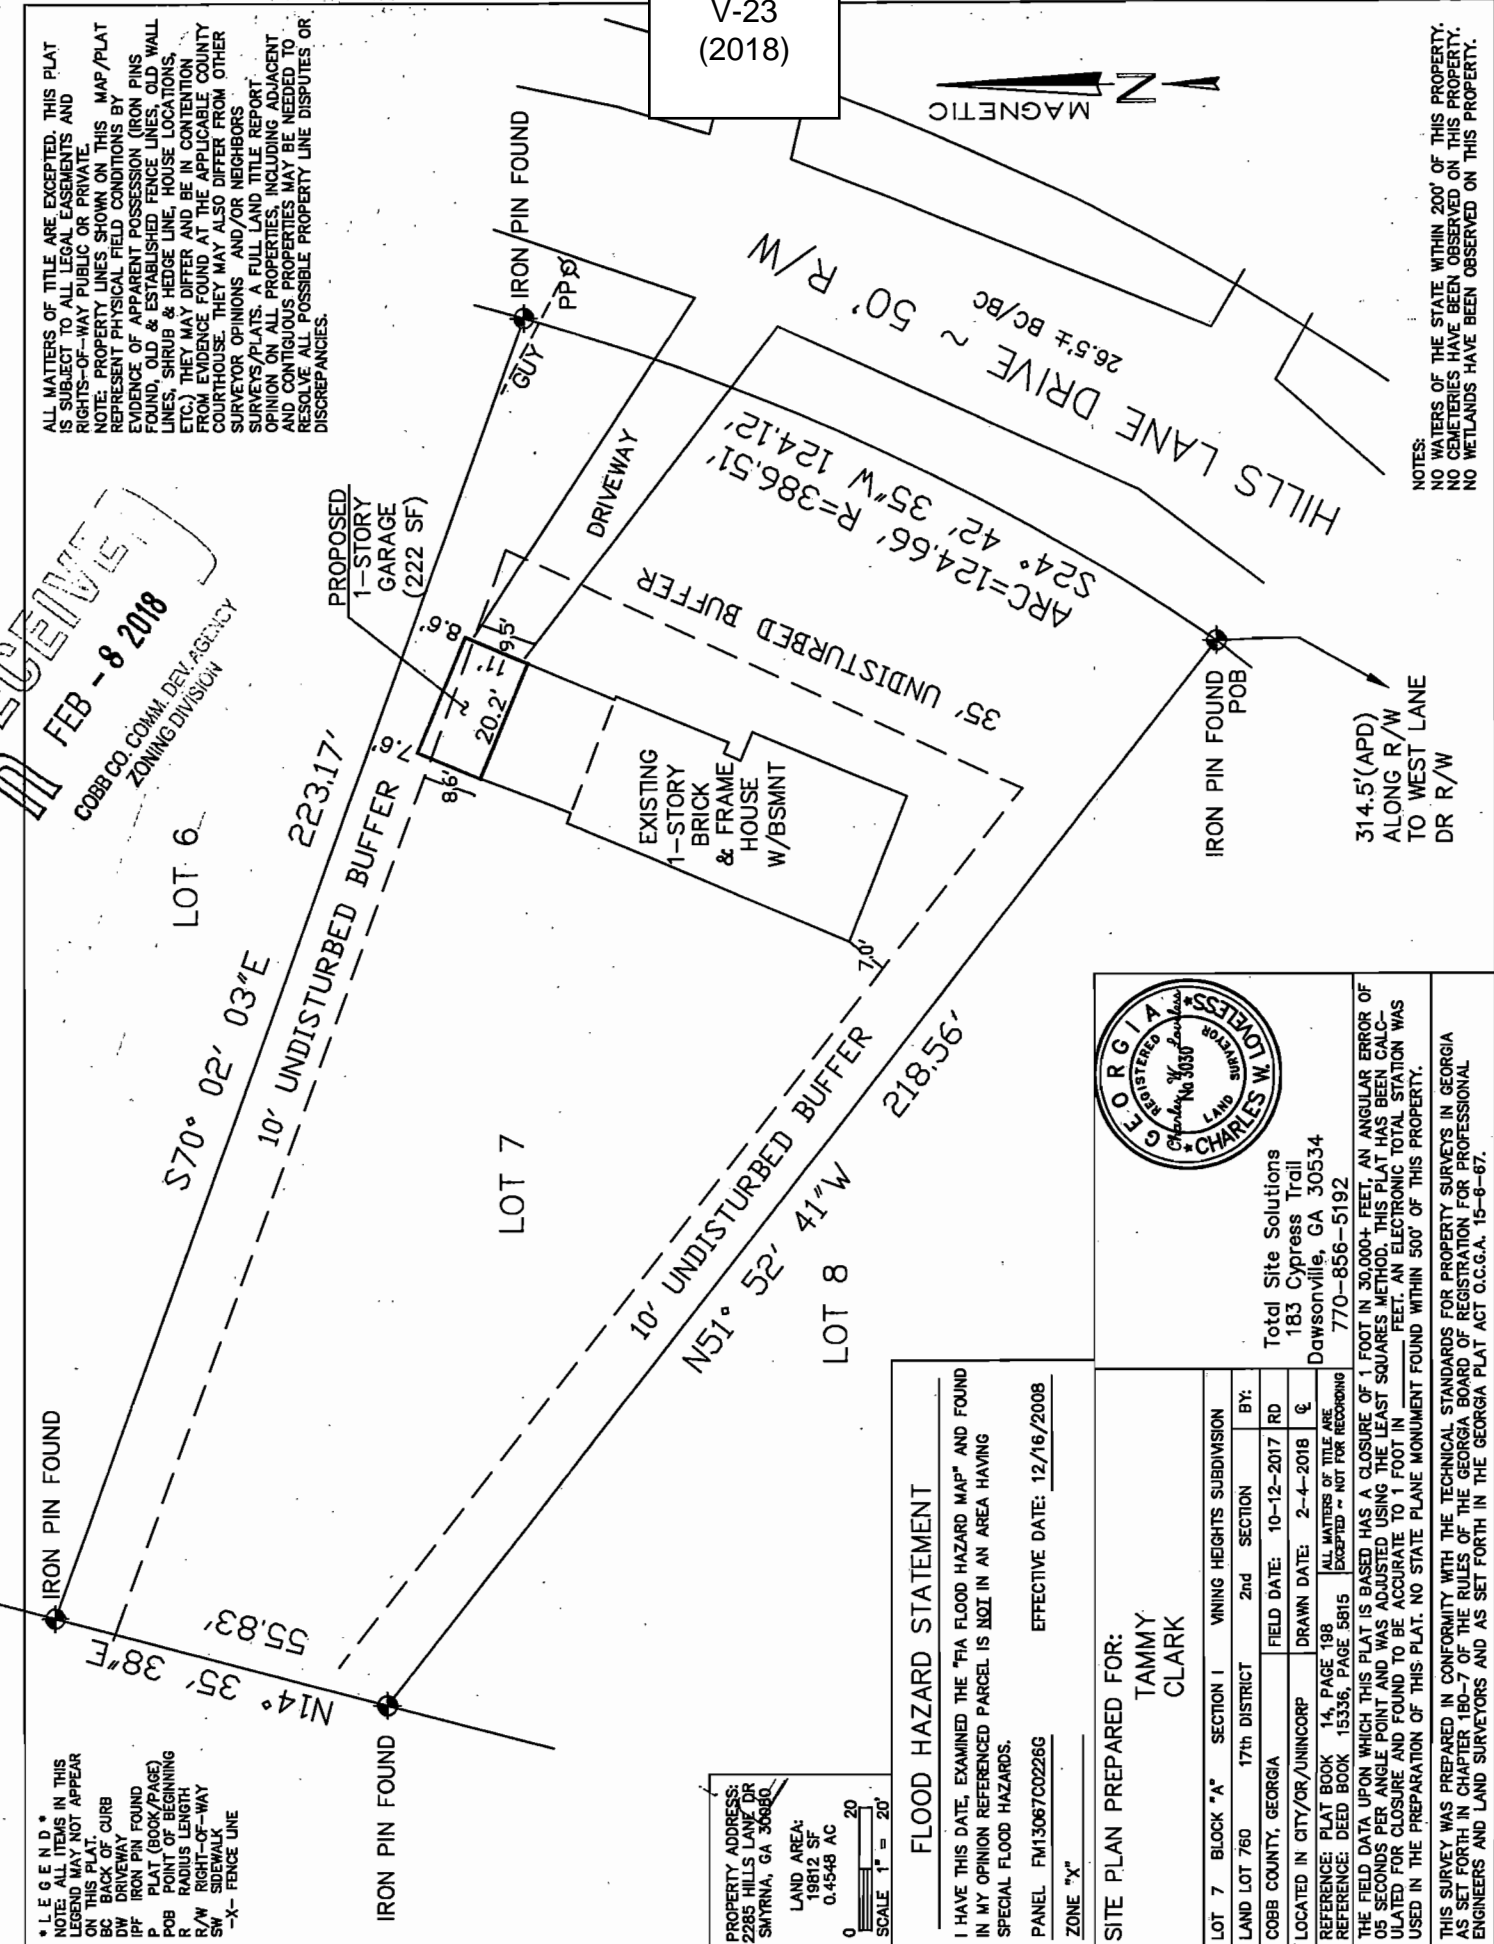 V-23
(2018)
ALL MATTERS OF TITLE ARE EXCEPTED. THIS PLAT
IS SUBJECT TO ALL LEGAL EASEMENTS AND
RIGHTS-OF-WAY PUBLIC OR PRIVATE.
NOTE: PROPERTY LINES SHOWN ON THIS MAP/PLAT
REPRESENT PHYSICAL FIELD CONDITIONS BY
EVIDENCE OF APPARENT POSSESSION (IRON PINS
FOUND, OLD & ESTABLISHED FENCE LINES, OLD WALL
LINES, SHRUB & HEDGE LINE, HOUSE LOCATIONS,
ETC.) THEY MAY DIFFER AND BE IN CONTENTION
FROM EVIDENCE FOUND AT THE APPLICABLE COUNTY
COURTHOUSE. THEY MAY ALSO DIFFER FROM OTHER
SURVEYOR OPINIONS AND/OR NEIGHBORS
SURVEYS/PLATS. A FULL LAND TITLE REPORT
OPINION ON ALL PROPERTIES, INCLUDING ADJACENT
AND CONTIGUOUS PROPERTIES MAY BE NEEDED TO
RESOLVE ALL POSSIBLE PROPERTY LINE DISPUTES OR
DISCREPANCIES.
FEB - 8 2018
COBB CO. COMM. DEV. AGENCY
ZONING DIVISION
MAGNETIC
N
IRON PIN FOUND
PP
GUY
DRIVEWAY
PROPOSED
1-STORY
GARAGE
(222 SF)
8.6'
9.5'
11'
20.2'
7.6'
8.6'
HILLS LANE DRIVE ~ 50' R/W
26.5'± BC/BC
ARC=124.66' R=386.51'
S24° 42' 35"W 124.12'
35' UNDISTURBED BUFFER
EXISTING
1-STORY
BRICK
& FRAME
HOUSE
W/BSMNT
7.0'
IRON PIN FOUND
POB
314.5'(APD)
ALONG R/W
TO WEST LANE
DR R/W
NOTES:
NO WATERS OF THE STATE WITHIN 200' OF THIS PROPERTY.
NO CEMETERIES HAVE BEEN OBSERVED ON THIS PROPERTY.
NO WETLANDS HAVE BEEN OBSERVED ON THIS PROPERTY.
LOT 6
223.17'
S70° 02' 03"E
10' UNDISTURBED BUFFER
LOT 7
10' UNDISTURBED BUFFER
218.56'
N51° 52' 41"W
LOT 8
IRON PIN FOUND
55.83'
N14° 35' 38"E
IRON PIN FOUND
* L E G E N D *
NOTE: ALL ITEMS IN THIS
LEGEND MAY NOT APPEAR
ON THIS PLAT.
BC BACK OF CURB
DW DRIVEWAY
IPF IRON PIN FOUND
P PLAT (BOOK/PAGE)
POB POINT OF BEGINNING
R RADIUS LENGTH
R/W RIGHT-OF-WAY
SW SIDEWALK
-X- FENCE LINE
PROPERTY ADDRESS:
2285 HILLS LANE DR
SMYRNA, GA 30080
LAND AREA:
19812 SF
0.4548 AC
0 20
SCALE 1" = 20'
FLOOD HAZARD STATEMENT
I HAVE THIS DATE, EXAMINED THE "FIA FLOOD HAZARD MAP" AND FOUND
IN MY OPINION REFERENCED PARCEL IS NOT IN AN AREA HAVING
SPECIAL FLOOD HAZARDS.
PANEL FM13067C0226G EFFECTIVE DATE: 12/16/2008
ZONE "X"
SITE PLAN PREPARED FOR:
TAMMY
CLARK
LOT 7 BLOCK "A" SECTION I VINING HEIGHTS SUBDIVISION
LAND LOT 760 17th DISTRICT 2nd SECTION BY:
COBB COUNTY, GEORGIA FIELD DATE: 10-12-2017 RD
LOCATED IN CITY/OR/UNINCORP DRAWN DATE: 2-4-2018 CL
REFERENCE: PLAT BOOK 14, PAGE 198 ALL MATTERS OF TITLE ARE
REFERENCE: DEED BOOK 15336, PAGE 5815 EXCEPTED ~ NOT FOR RECORDING
GEORGIA
REGISTERED
Charles W. Loveless
No 3030
LAND SURVEYOR
*CHARLES W. LOVELESS*
Total Site Solutions
183 Cypress Trail
Dawsonville, GA 30534
770-856-5192
THE FIELD DATA UPON WHICH THIS PLAT IS BASED HAS A CLOSURE OF 1 FOOT IN 30,000+ FEET, AN ANGULAR ERROR OF
05 SECONDS PER ANGLE POINT AND WAS ADJUSTED USING THE LEAST SQUARES METHOD. THIS PLAT HAS BEEN CALC-
ULATED FOR CLOSURE AND FOUND TO BE ACCURATE TO 1 FOOT IN ______ FEET. AN ELECTRONIC TOTAL STATION WAS
USED IN THE PREPARATION OF THIS PLAT. NO STATE PLANE MONUMENT FOUND WITHIN 500' OF THIS PROPERTY.
THIS SURVEY WAS PREPARED IN CONFORMITY WITH THE TECHNICAL STANDARDS FOR PROPERTY SURVEYS IN GEORGIA
AS SET FORTH IN CHAPTER 180-7 OF THE RULES OF THE GEORGIA BOARD OF REGISTRATION FOR PROFESSIONAL
ENGINEERS AND LAND SURVEYORS AND AS SET FORTH IN THE GEORGIA PLAT ACT O.C.G.A. 15-6-67.